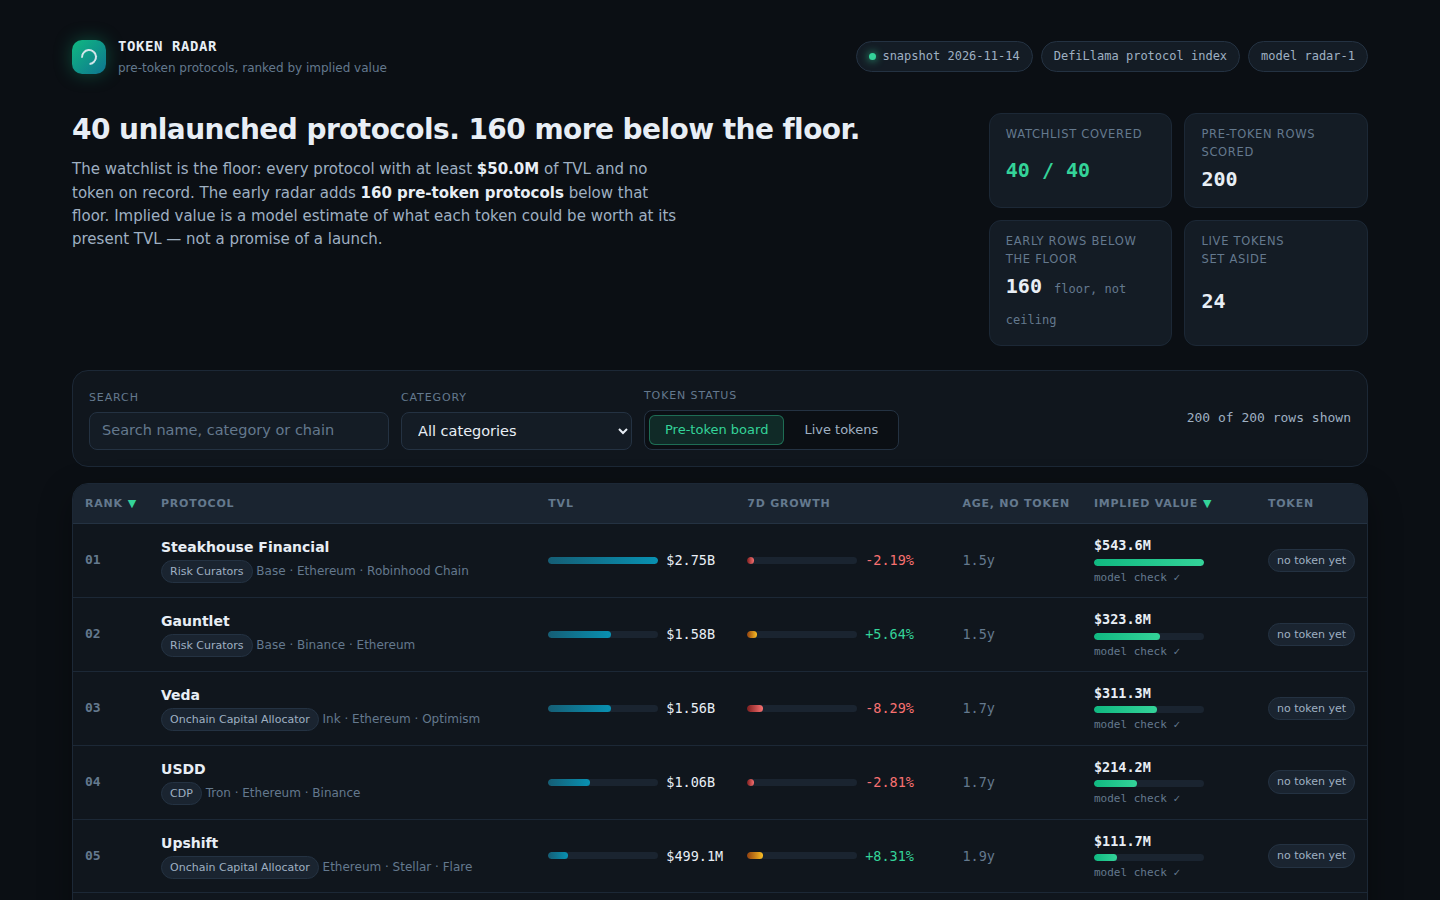 TOKEN RADAR
pre-token protocols, ranked by implied value
snapshot 2026-11-14
DefiLlama protocol index
model radar-1
40 unlaunched protocols. 160 more below the floor.
The watchlist is the floor: every protocol with at least $50.0M of TVL and no
token on record. The early radar adds 160 pre-token protocols below that
floor. Implied value is a model estimate of what each token could be worth at its
present TVL — not a promise of a launch.
WATCHLIST COVERED
40 / 40
PRE-TOKEN ROWS
SCORED
200
EARLY ROWS BELOW
THE FLOOR
160 floor, not
ceiling
LIVE TOKENS
SET ASIDE
24
SEARCH
Search name, category or chain
CATEGORY
All categories
TOKEN STATUS
Pre-token board
Live tokens
200 of 200 rows shown
RANK ▼ PROTOCOL TVL 7D GROWTH AGE, NO TOKEN IMPLIED VALUE ▼ TOKEN
01
Steakhouse Financial
Risk Curators Base · Ethereum · Robinhood Chain
$2.75B
-2.19%
1.5y
$543.6M
model check ✓
no token yet
02
Gauntlet
Risk Curators Base · Binance · Ethereum
$1.58B
+5.64%
1.5y
$323.8M
model check ✓
no token yet
03
Veda
Onchain Capital Allocator Ink · Ethereum · Optimism
$1.56B
-8.29%
1.7y
$311.3M
model check ✓
no token yet
04
USDD
CDP Tron · Ethereum · Binance
$1.06B
-2.81%
1.7y
$214.2M
model check ✓
no token yet
05
Upshift
Onchain Capital Allocator Ethereum · Stellar · Flare
$499.1M
+8.31%
1.9y
$111.7M
model check ✓
no token yet